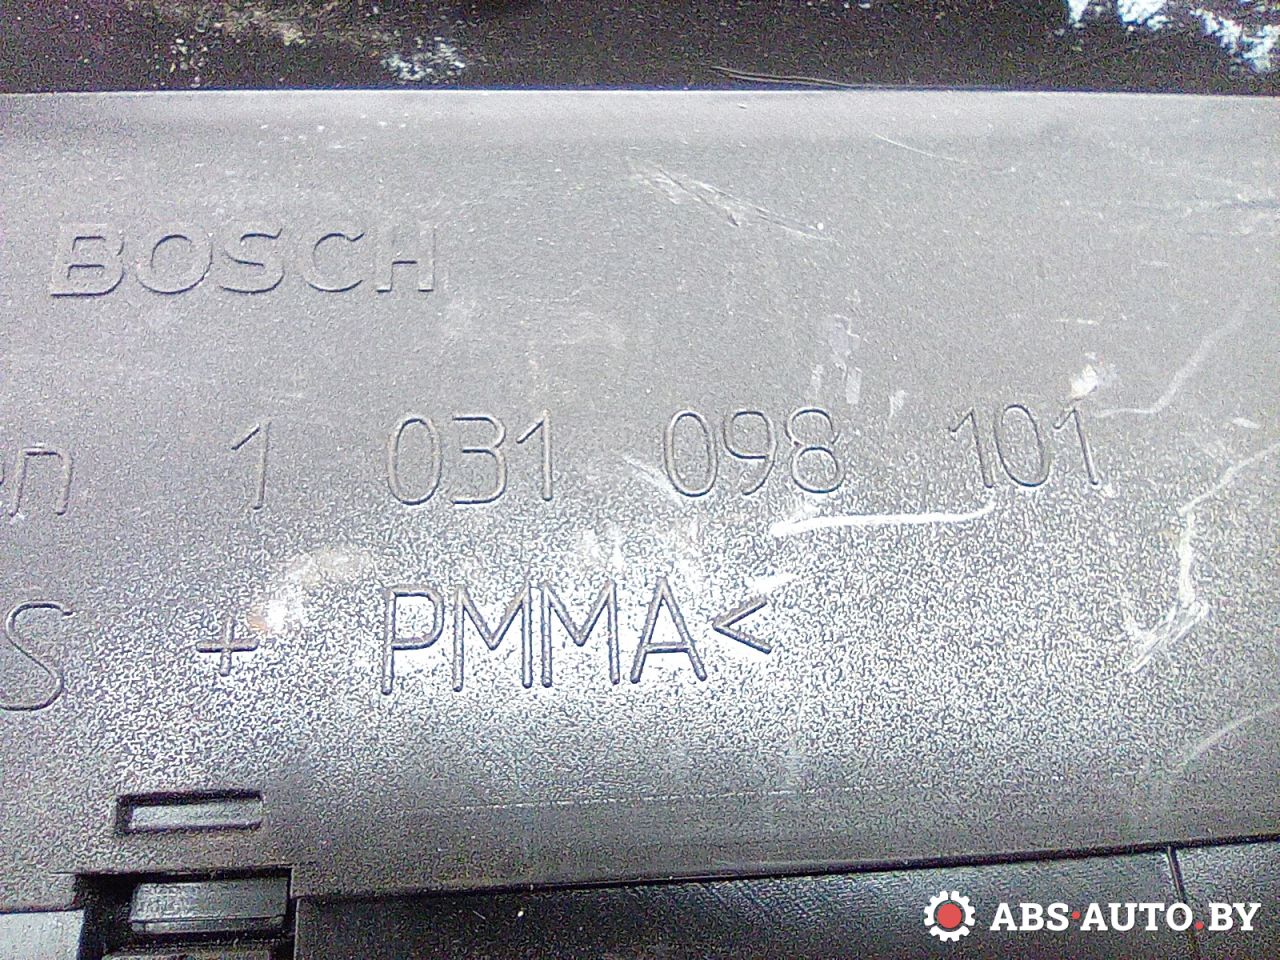 BOSCH
1 031 098 101
S + PMMA<
ABS·AUTO.BY